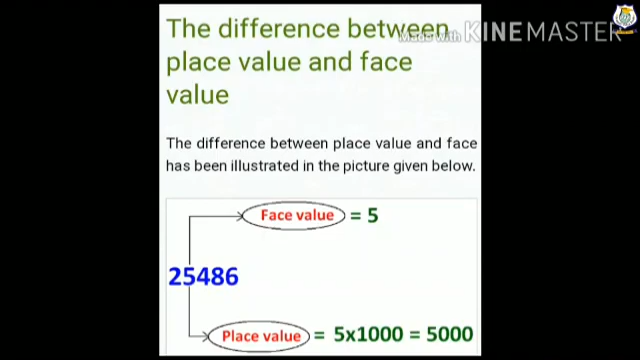 The difference between
place value and face
value
Made with KINEMASTER
The difference between place value and face
has been illustrated in the picture given below.
Face value = 5
25486
Place value = 5x1000 = 5000